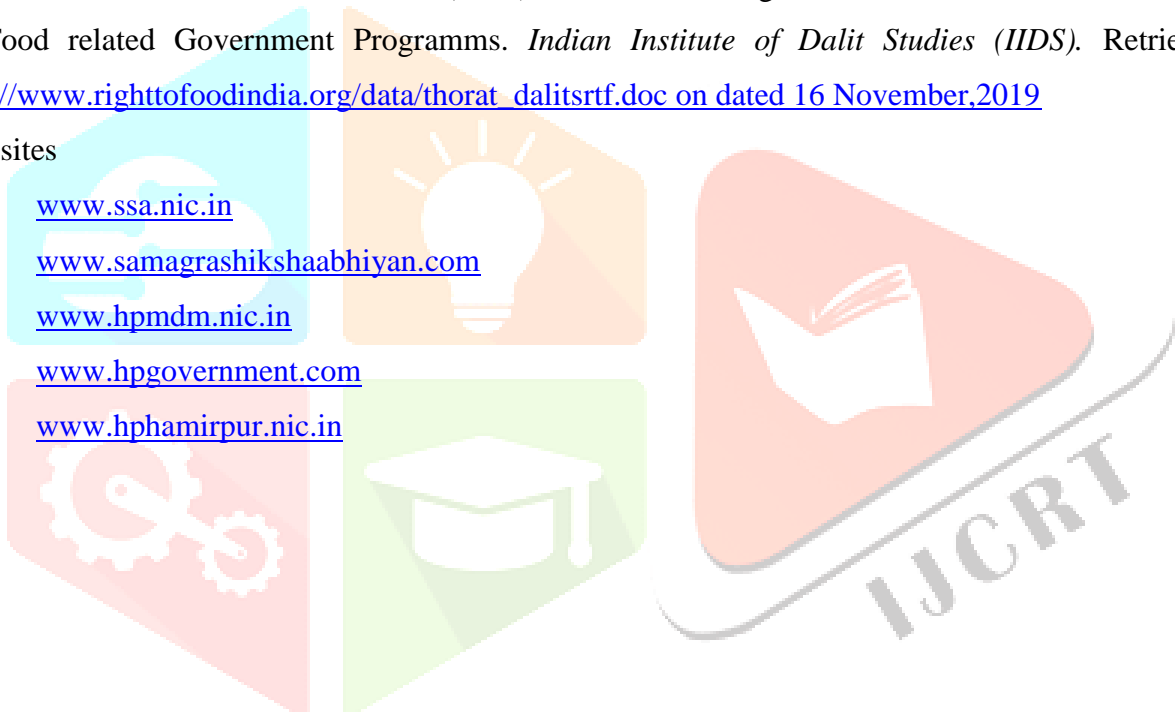 Food related Government Programms. Indian Institute of Dalit Studies (IIDS). Retrie
//www.righttofoodindia.org/data/thorat_dalitsrtf.doc on dated 16 November,2019
sites
www.ssa.nic.in
www.samagrashikshaabhiyan.com
www.hpmdm.nic.in
www.hpgovernment.com
www.hphamirpur.nic.in
IJCRT